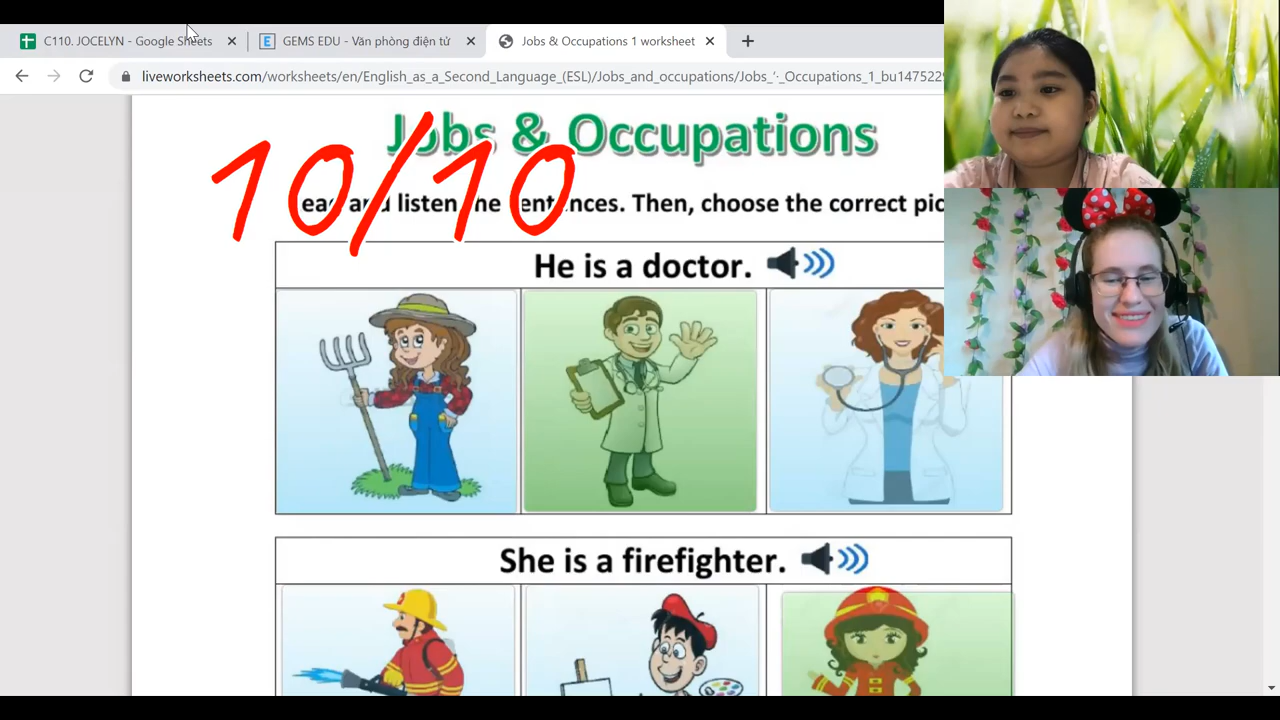 C110. JOCELYN - Google Sheets
GEMS EDU - Văn phòng điện tử
Jobs & Occupations 1 worksheet
liveworksheets.com/worksheets/en/English_as_a_Second_Language_(ESL)/Jobs_and_occupations/
Jobs & Occupations
10/10
and listen the sentences. Then, choose the correct pic
He is a doctor.
She is a firefighter.